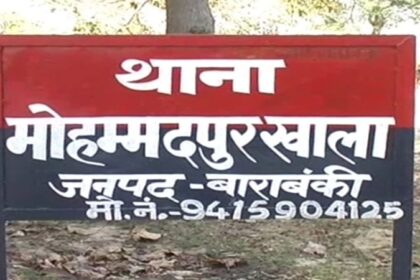 थाना
मोहम्मदपुरखाला
जनपद -बाराबंकी
मो.नं.-9415904125